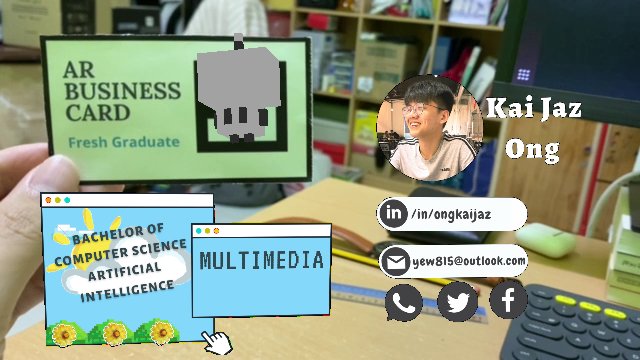 AR
BUSINESS
CARD
Fresh Graduate
Kai Jaz
Ong
in /in/ongkaijaz
yew815@outlook.com
BACHELOR OF
COMPUTER SCIENCE
ARTIFICIAL
INTELLIGENCE
MULTIMEDIA